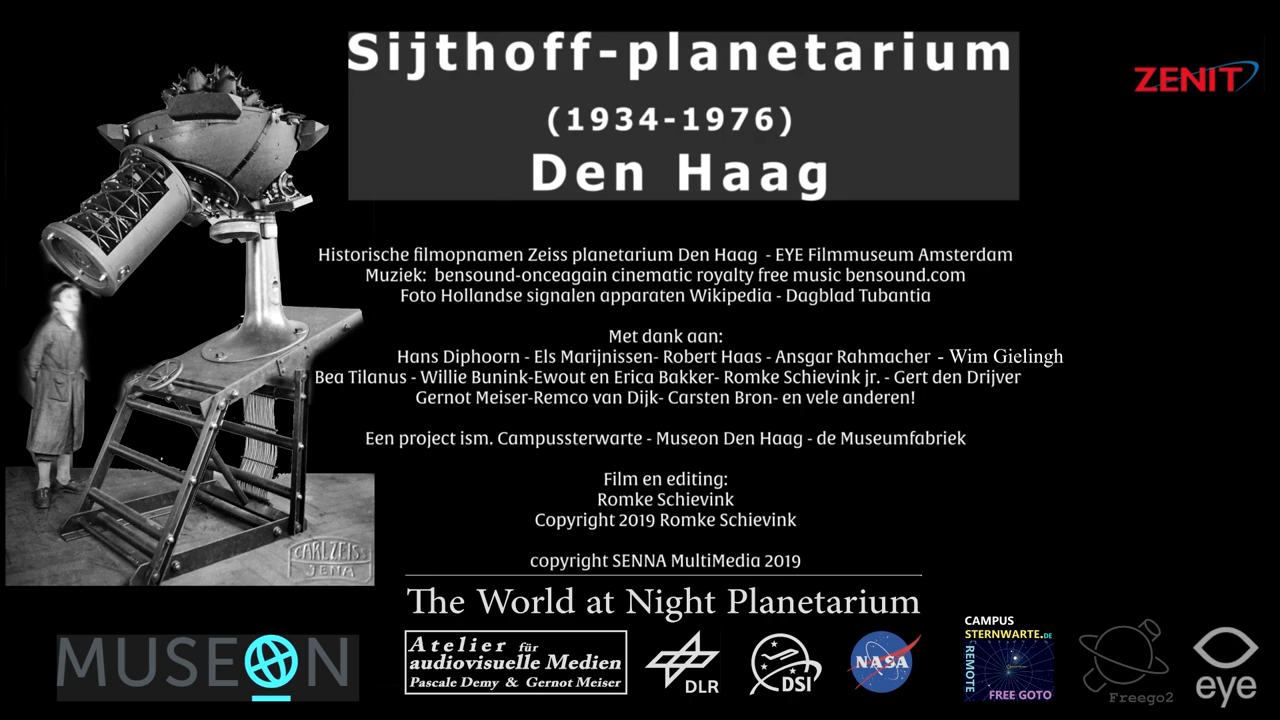 Sijthoff-planetarium
(1934-1976)
Den Haag
ZENIT
Historische filmopnamen Zeiss planetarium Den Haag - EYE Filmmuseum Amsterdam
Muziek: bensound-onceagain cinematic royalty free music bensound.com
Foto Hollandse signalen apparaten Wikipedia - Dagblad Tubantia
Met dank aan:
Hans Diphoorn - Els Marijnissen- Robert Haas - Ansgar Rahmacher - Wim Gielingh
Bea Tilanus - Willie Bunink-Ewout en Erica Bakker- Romke Schievink jr. - Gert den Drijver
Gernot Meiser-Remco van Dijk- Carsten Bron- en vele anderen!
Een project ism. Campussterwarte - Museon Den Haag - de Museumfabriek
Film en editing:
Romke Schievink
Copyright 2019 Romke Schievink
CARL ZEISS
JENA
copyright SENNA MultiMedia 2019
The World at Night Planetarium
MUSEON
Atelier für
audiovisuelle Medien
Pascale Demy & Gernot Meiser
DLR
DSI
NASA
CAMPUS
STERNWARTE.DE
REMOTE
FREE GOTO
Freego2
eye